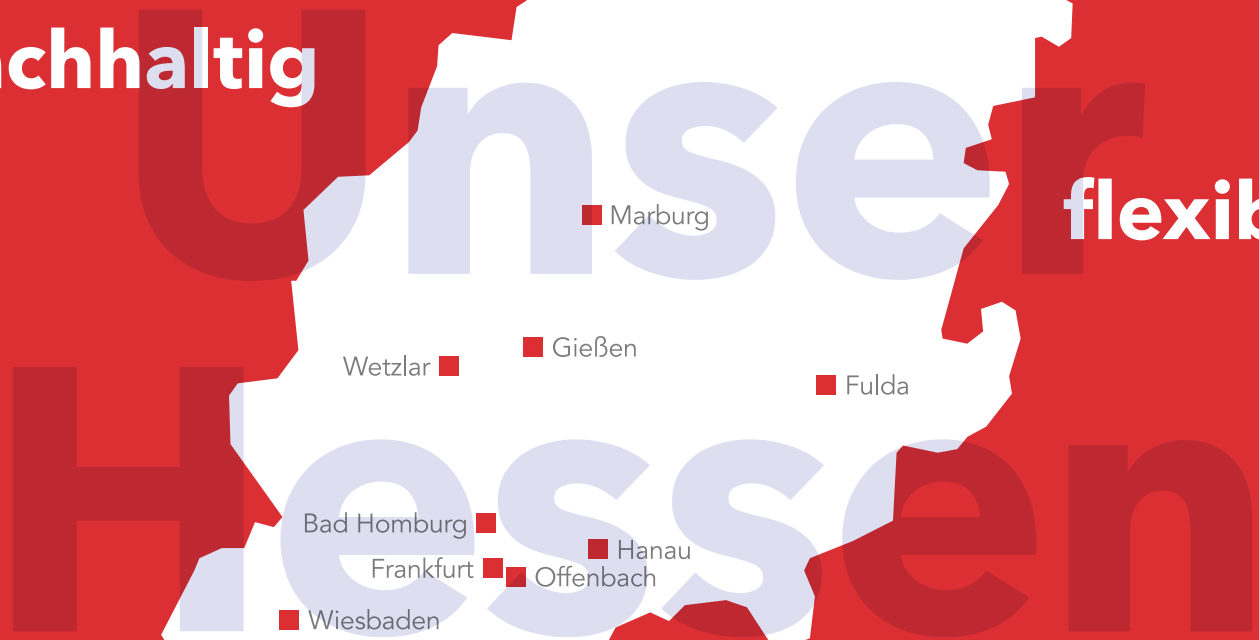 chhaltig
Unser
flexib
Marburg
Gießen
Wetzlar
Fulda
Hessen
Bad Homburg
Hanau
Frankfurt
Offenbach
Wiesbaden